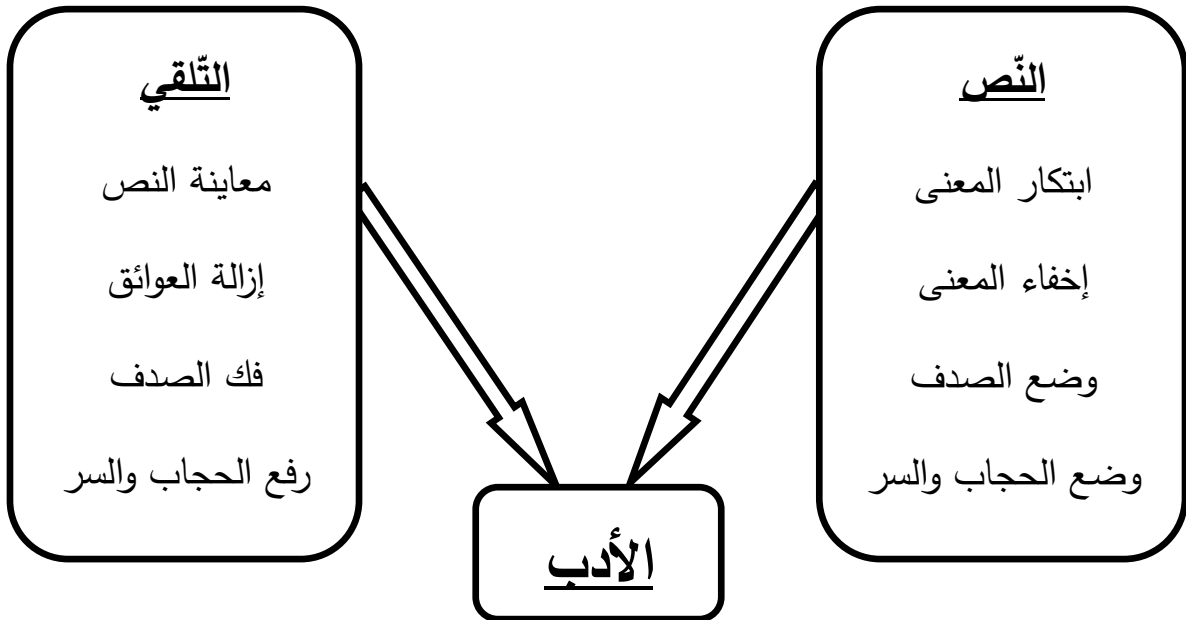 النّص
ابتكار المعنى
إخفاء المعنى
وضع الصدف
وضع الحجاب والسر
التّلقي
معاينة النص
إزالة العوائق
فك الصدف
رفع الحجاب والسر
الأدب